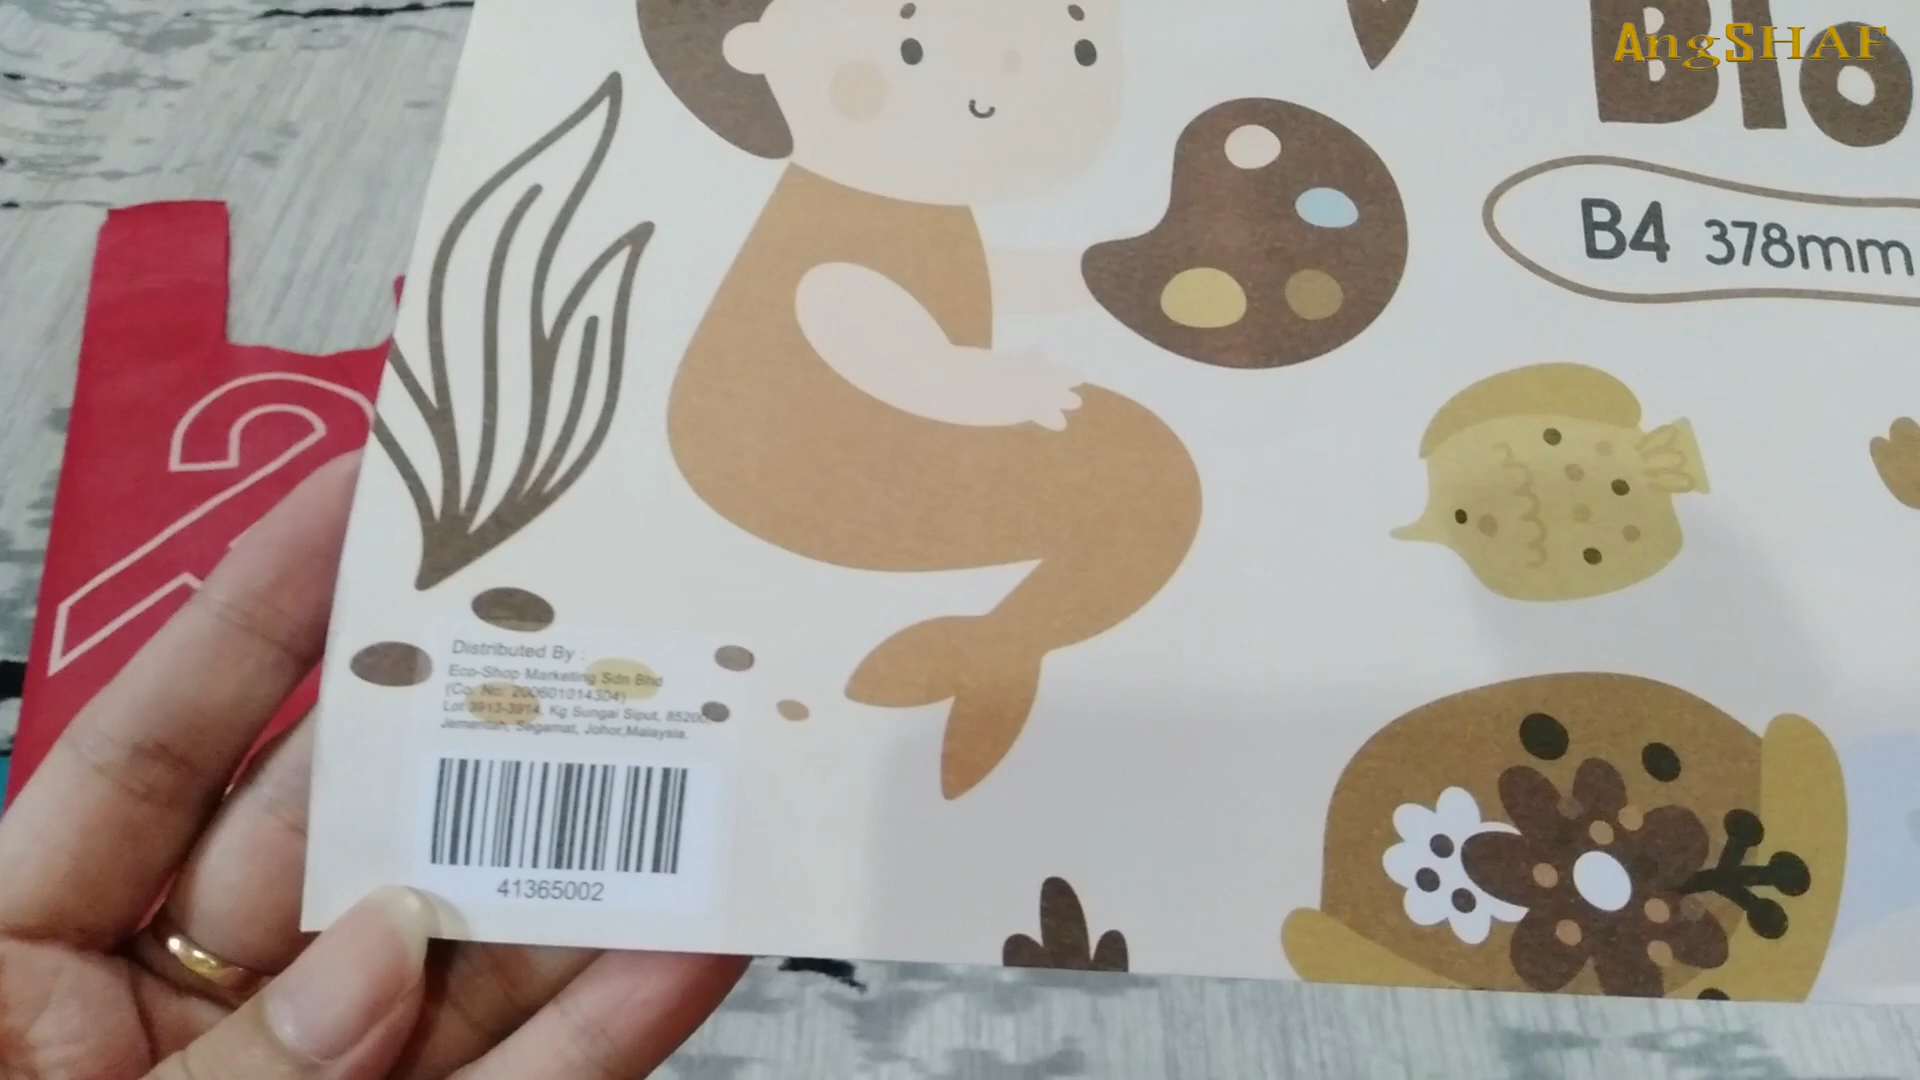 AngSHAF
Blo
B4 378mm
Distributed By :
Eco-Shop Marketing Sdn Bhd
(Co. No. 200601014304)
Lot 3913-3914, Kg Sungai Siput, 85200
Jementah, Segamat, Johor,Malaysia.
41365002
2